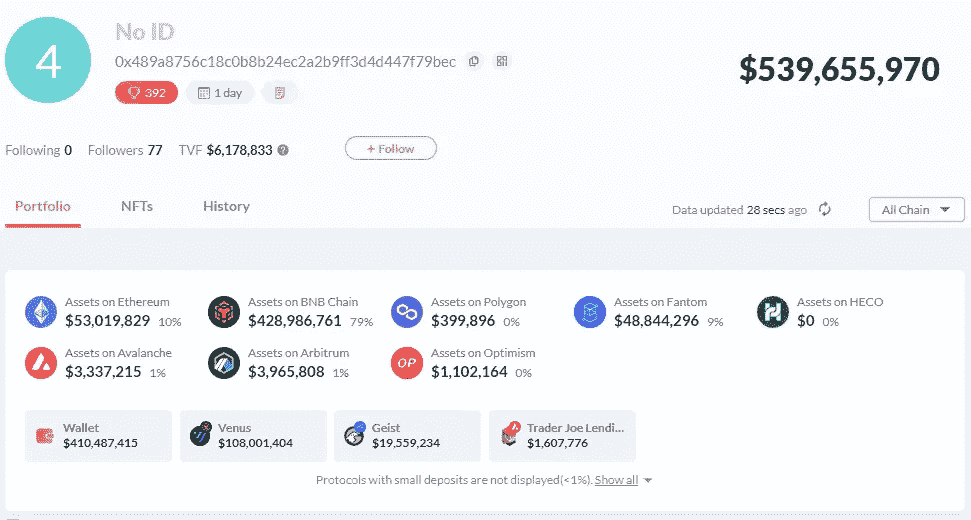 4
No ID
0x489a8756c18c0b8b24ec2a2b9ff3d4d447f79bec
$539,655,970
392
1 day
Following 0 Followers 77 TVF $6,178,833 ?
+ Follow
Portfolio NFTs History
Data updated 28 secs ago
All Chain
Assets on Ethereum
$53,019,829 10%
Assets on BNB Chain
$428,986,761 79%
Assets on Polygon
$399,896 0%
Assets on Fantom
$48,844,296 9%
Assets on HECO
$0 0%
Assets on Avalanche
$3,337,215 1%
Assets on Arbitrum
$3,965,808 1%
OP
Assets on Optimism
$1,102,164 0%
Wallet
$410,487,415
Venus
$108,001,404
Geist
$19,559,234
Trader Joe Lendi...
$1,607,776
Protocols with small deposits are not displayed(<1%). Show all